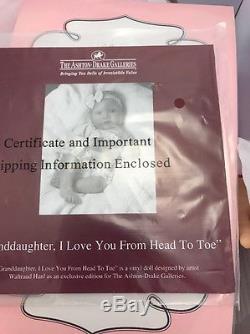 THE ASHTON-DRAKE GALLERIES
Bringing You Dolls of Irresistible Value
Certificate and Important
ipping Information Enclosed
nddaughter, I Love You From Head To Toe"
Granddaughter, I Love You From Head To Toe" is a vinyl doll designed by artist
Waltraud Hanl as an exclusive edition for The Ashton-Drake Galleries.